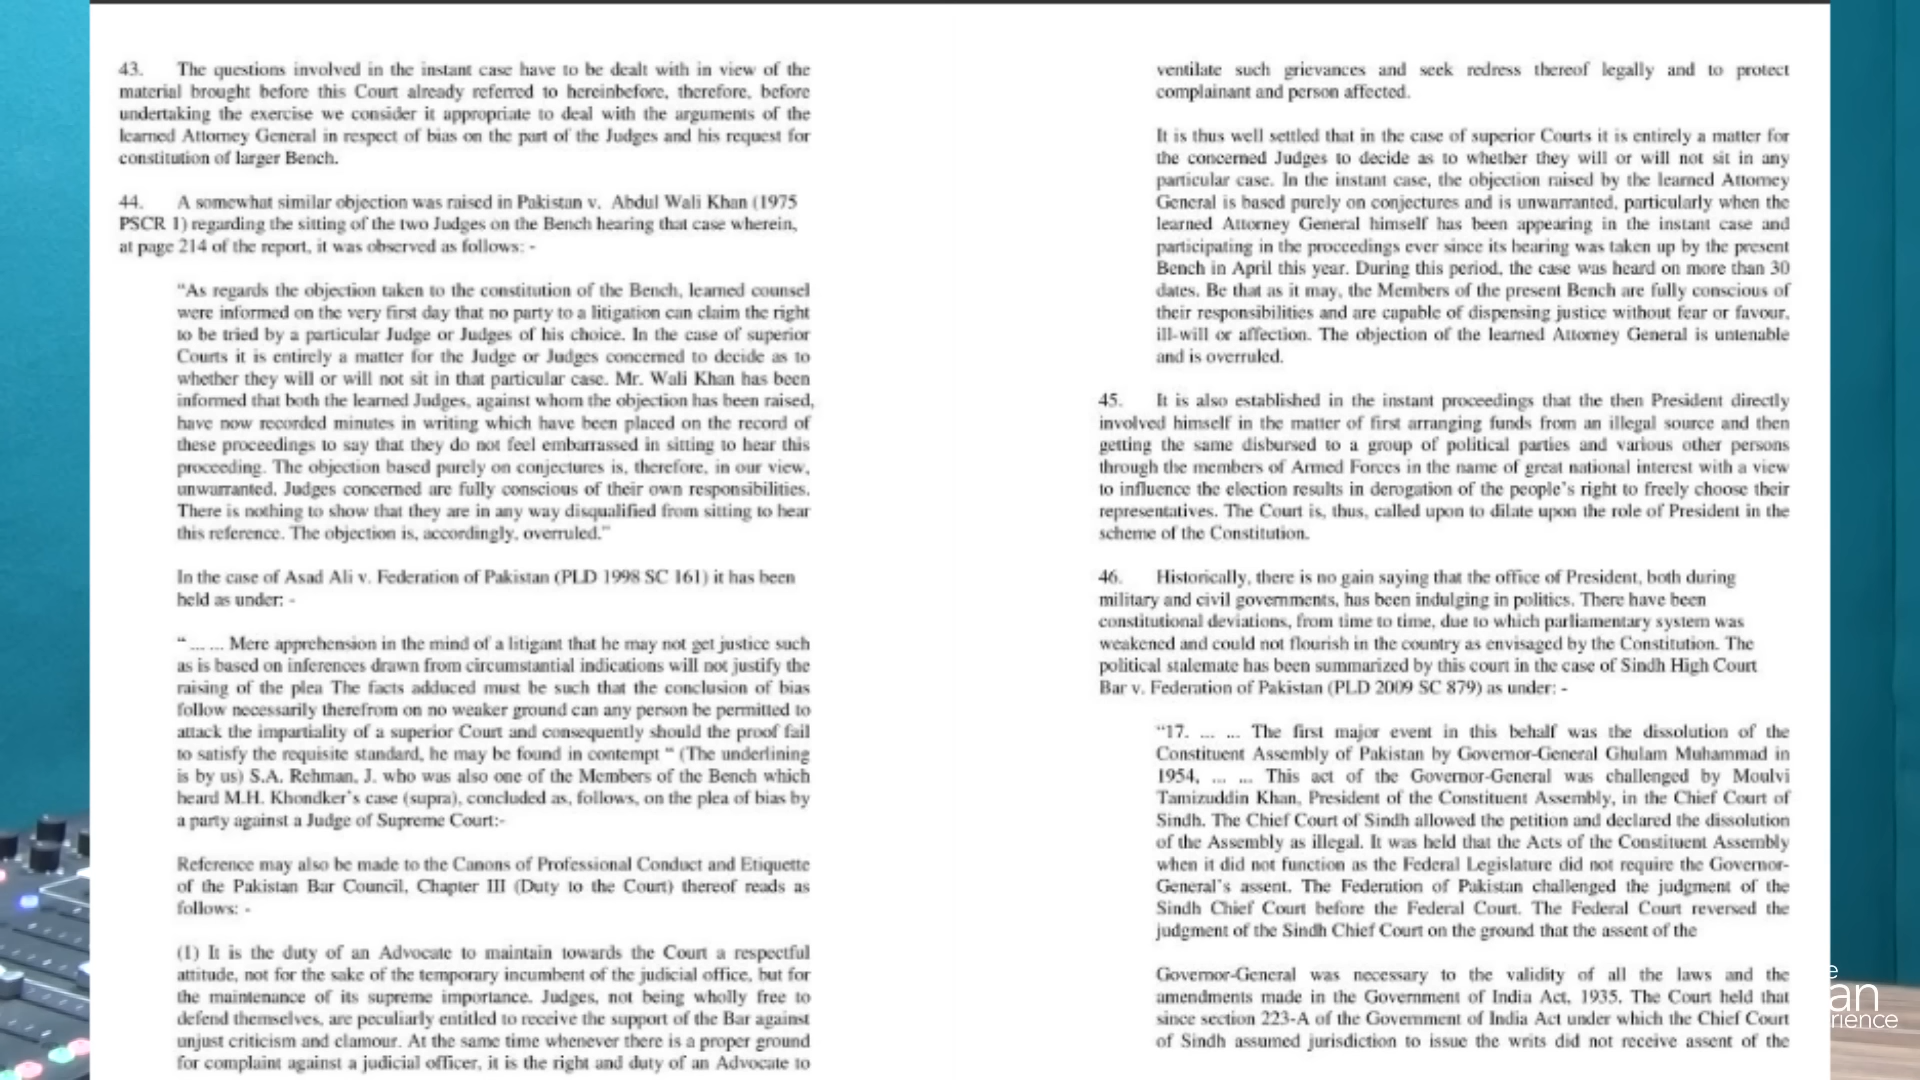 43. The questions involved in the instant case have to be dealt with in view of the
material brought before this Court already referred to hereinbefore, therefore, before
undertaking the exercise we consider it appropriate to deal with the arguments of the
learned Attorney General in respect of bias on the part of the Judges and his request for
constitution of larger Bench.
44. A somewhat similar objection was raised in Pakistan v. Abdul Wali Khan (1975
PSCR 1) regarding the sitting of the two Judges on the Bench hearing that case wherein,
at page 214 of the report, it was observed as follows: -
“As regards the objection taken to the constitution of the Bench, learned counsel
were informed on the very first day that no party to a litigation can claim the right
to be tried by a particular Judge or Judges of his choice. In the case of superior
Courts it is entirely a matter for the Judge or Judges concerned to decide as to
whether they will or will not sit in that particular case. Mr. Wali Khan has been
informed that both the learned Judges, against whom the objection has been raised,
have now recorded minutes in writing which have been placed on the record of
these proceedings to say that they do not feel embarrassed in sitting to hear this
proceeding. The objection based purely on conjectures is, therefore, in our view,
unwarranted. Judges concerned are fully conscious of their own responsibilities.
There is nothing to show that they are in any way disqualified from sitting to hear
this reference. The objection is, accordingly, overruled.”
In the case of Asad Ali v. Federation of Pakistan (PLD 1998 SC 161) it has been
held as under: -
“ ... ... Mere apprehension in the mind of a litigant that he may not get justice such
as is based on inferences drawn from circumstantial indications will not justify the
raising of the plea The facts adduced must be such that the conclusion of bias
follow necessarily therefrom on no weaker ground can any person be permitted to
attack the impartiality of a superior Court and consequently should the proof fail
to satisfy the requisite standard, he may be found in contempt “ (The underlining
is by us) S.A. Rehman, J. who was also one of the Members of the Bench which
heard M.H. Khondker's case (supra), concluded as, follows, on the plea of bias by
a party against a Judge of Supreme Court:-
Reference may also be made to the Canons of Professional Conduct and Etiquette
of the Pakistan Bar Council, Chapter III (Duty to the Court) thereof reads as
follows: -
(1) It is the duty of an Advocate to maintain towards the Court a respectful
attitude, not for the sake of the temporary incumbent of the judicial office, but for
the maintenance of its supreme importance. Judges, not being wholly free to
defend themselves, are peculiarly entitled to receive the support of the Bar against
unjust criticism and clamour. At the same time whenever there is a proper ground
for complaint against a judicial officer, it is the right and duty of an Advocate to
ventilate such grievances and seek redress thereof legally and to protect
complainant and person affected.
It is thus well settled that in the case of superior Courts it is entirely a matter for
the concerned Judges to decide as to whether they will or will not sit in any
particular case. In the instant case, the objection raised by the learned Attorney
General is based purely on conjectures and is unwarranted, particularly when the
learned Attorney General himself has been appearing in the instant case and
participating in the proceedings ever since its hearing was taken up by the present
Bench in April this year. During this period, the case was heard on more than 30
dates. Be that as it may, the Members of the present Bench are fully conscious of
their responsibilities and are capable of dispensing justice without fear or favour,
ill-will or affection. The objection of the learned Attorney General is untenable
and is overruled.
45. It is also established in the instant proceedings that the then President directly
involved himself in the matter of first arranging funds from an illegal source and then
getting the same disbursed to a group of political parties and various other persons
through the members of Armed Forces in the name of great national interest with a view
to influence the election results in derogation of the people's right to freely choose their
representatives. The Court is, thus, called upon to dilate upon the role of President in the
scheme of the Constitution.
46. Historically, there is no gain saying that the office of President, both during
military and civil governments, has been indulging in politics. There have been
constitutional deviations, from time to time, due to which parliamentary system was
weakened and could not flourish in the country as envisaged by the Constitution. The
political stalemate has been summarized by this court in the case of Sindh High Court
Bar v. Federation of Pakistan (PLD 2009 SC 879) as under: -
“17. ... ... The first major event in this behalf was the dissolution of the
Constituent Assembly of Pakistan by Governor-General Ghulam Muhammad in
1954, ... ... This act of the Governor-General was challenged by Moulvi
Tamizuddin Khan, President of the Constituent Assembly, in the Chief Court of
Sindh. The Chief Court of Sindh allowed the petition and declared the dissolution
of the Assembly as illegal. It was held that the Acts of the Constituent Assembly
when it did not function as the Federal Legislature did not require the Governor-
General's assent. The Federation of Pakistan challenged the judgment of the
Sindh Chief Court before the Federal Court. The Federal Court reversed the
judgment of the Sindh Chief Court on the ground that the assent of the
Governor-General was necessary to the validity of all the laws and the
amendments made in the Government of India Act, 1935. The Court held that
since section 223-A of the Government of India Act under which the Chief Court
of Sindh assumed jurisdiction to issue the writs did not receive assent of the
e
an
rience